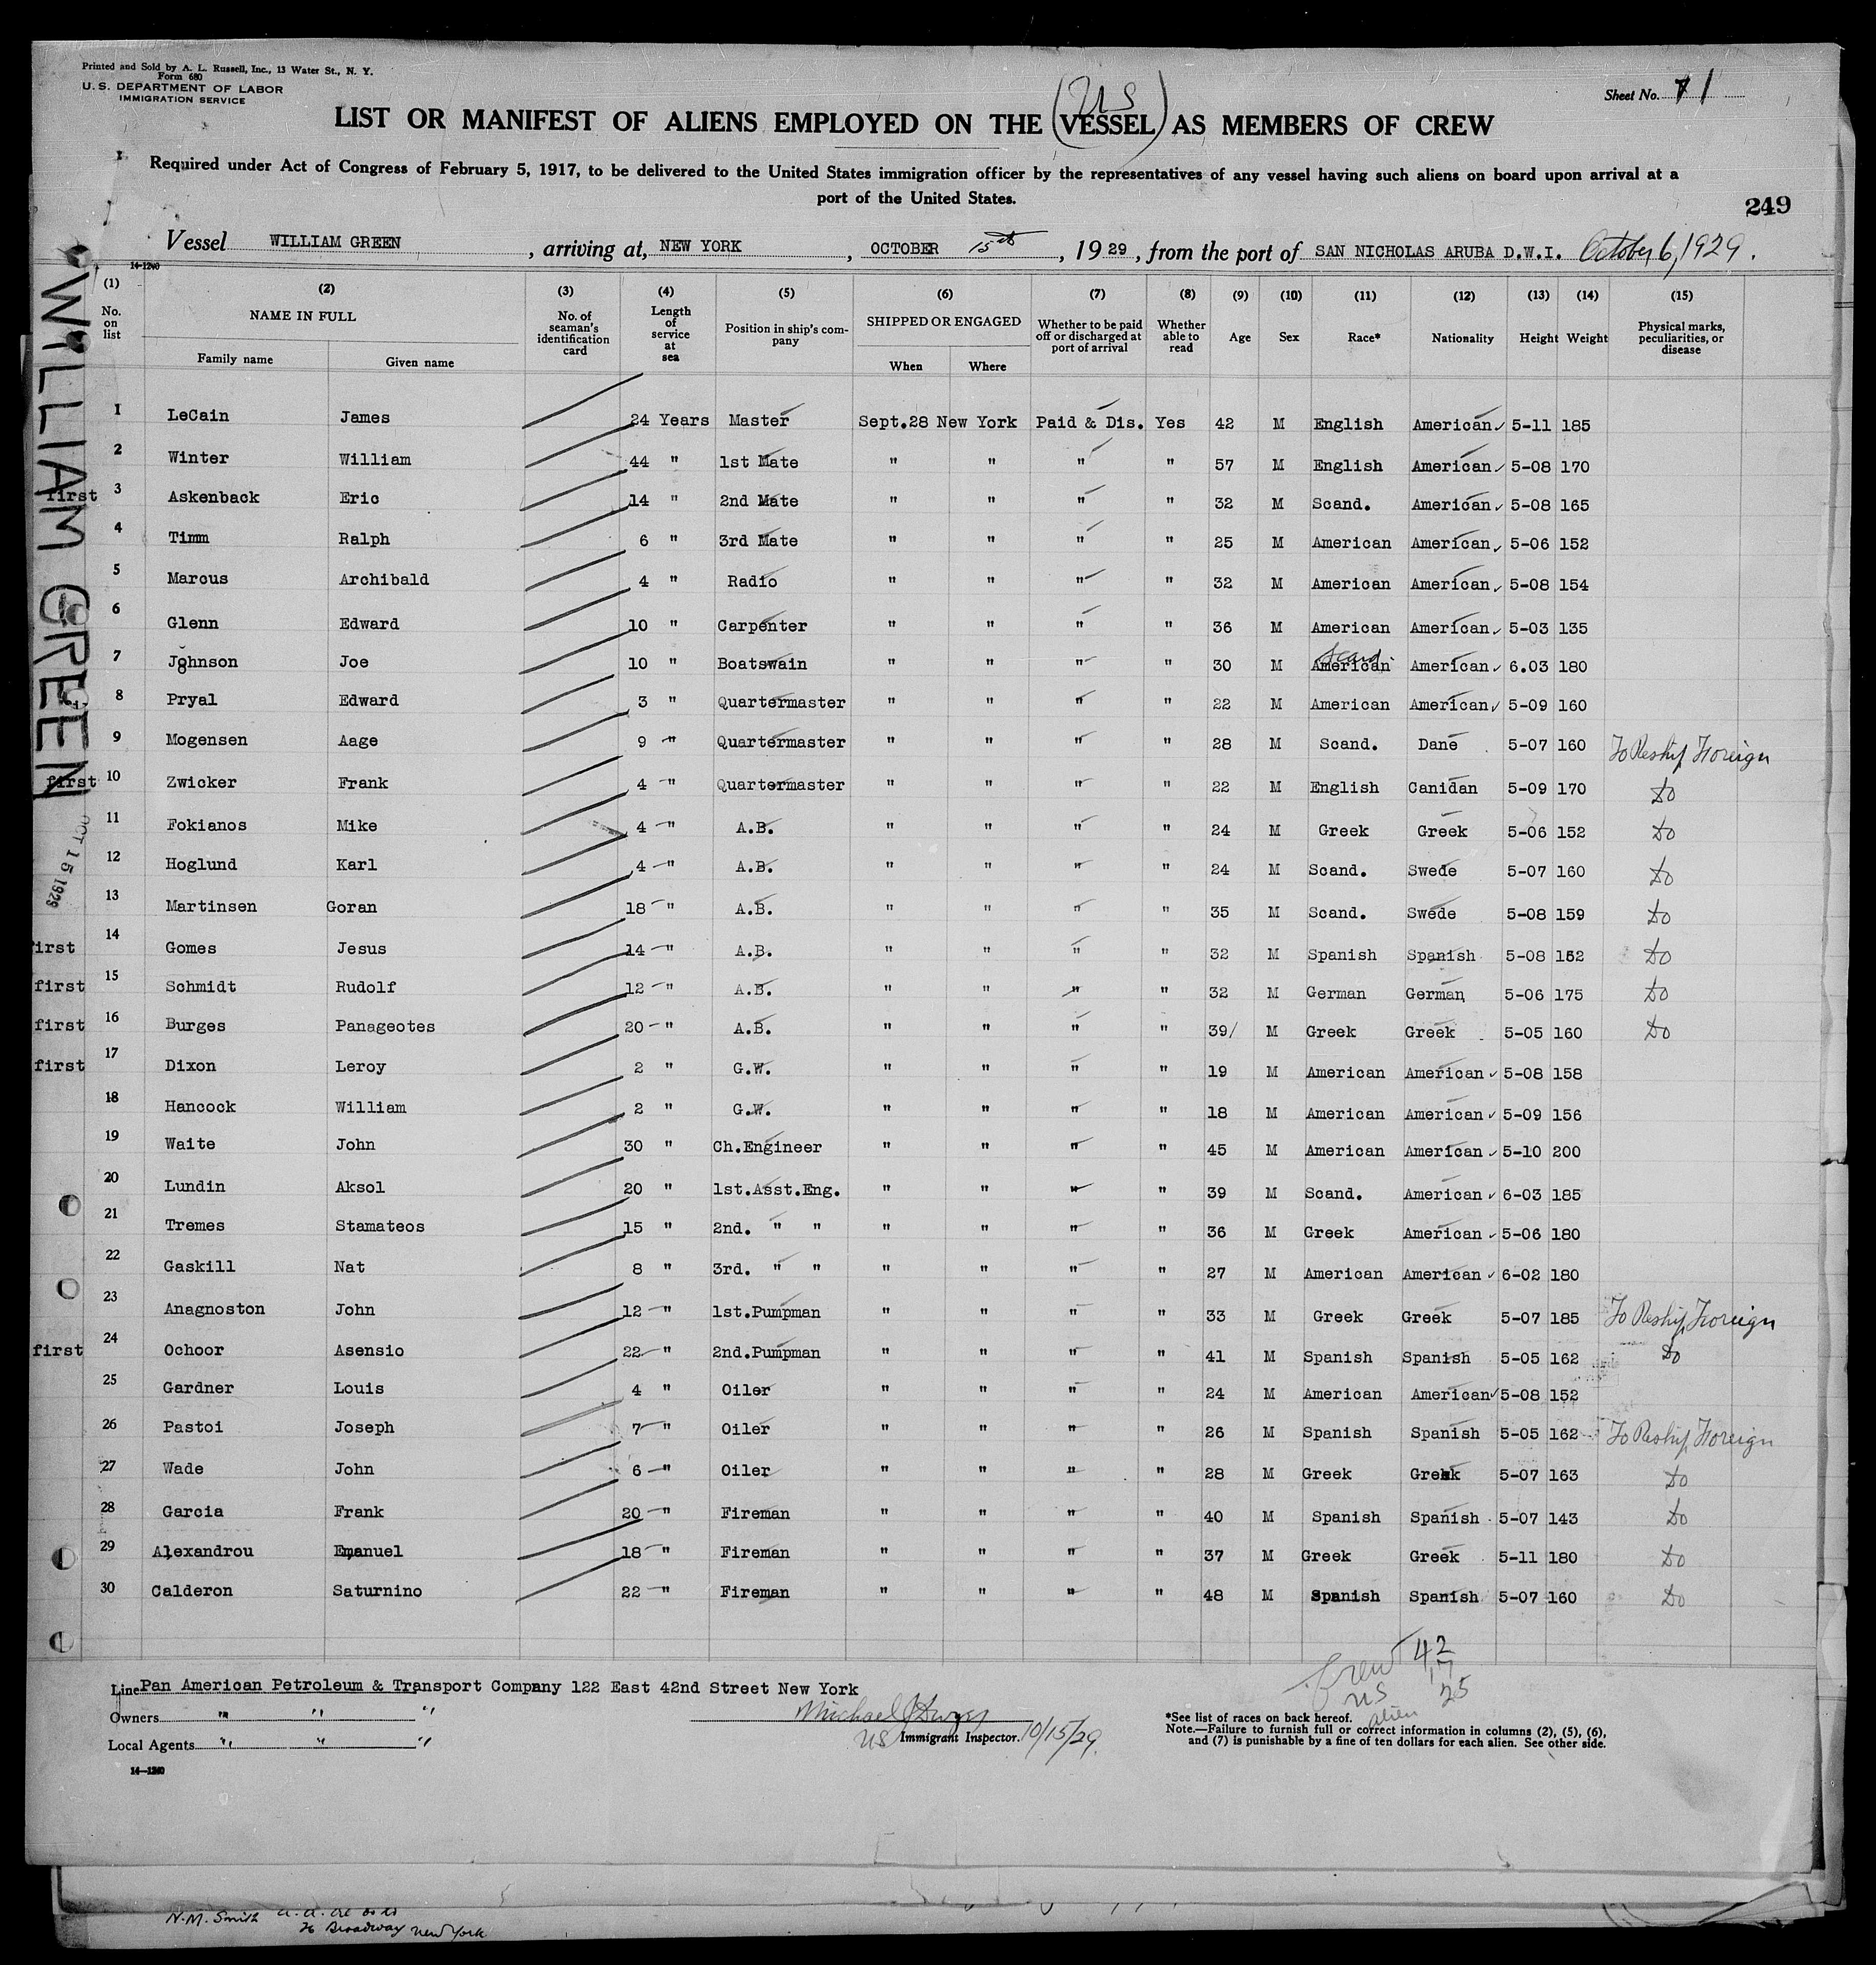 Printed and Sold by A. L. Russell, Inc., 13 Water St., N. Y.
Form 680
U. S. DEPARTMENT OF LABOR
IMMIGRATION SERVICE
Sheet No. 1
US
LIST OR MANIFEST OF ALIENS EMPLOYED ON THE (VESSEL) AS MEMBERS OF CREW
Required under Act of Congress of February 5, 1917, to be delivered to the United States immigration officer by the representatives of any vessel having such aliens on board upon arrival at a
port of the United States.
249
Vessel WILLIAM GREEN, arriving at, NEW YORK, OCTOBER 15th, 19 29, from the port of SAN NICHOLAS ARUBA D.W.I. October 6, 1929.
14-1240
(1) No. on list (2) NAME IN FULL Family name Given name (3) No. of seaman's identification card (4) Length of service at sea (5) Position in ship's company (6) SHIPPED OR ENGAGED When Where (7) Whether to be paid off or discharged at port of arrival (8) Whether able to read (9) Age (10) Sex (11) Race* (12) Nationality (13) Height (14) Weight (15) Physical marks, peculiarities, or disease
WILLIAM GREEN
OCT 15 1929
1 LeCain James 24 Years Master Sept.28 New York Paid & Dis. Yes 42 M English American 5-11 185
2 Winter William 44 " 1st Mate " " " " 57 M English American 5-08 170
first 3 Askenback Eric 14 " 2nd Mate " " " " 32 M Scand. American 5-08 165
4 Timm Ralph 6 " 3rd Mate " " " " 25 M American American 5-06 152
5 Marcus Archibald 4 " Radio " " " " 32 M American American 5-08 154
6 Glenn Edward 10 " Carpenter " " " " 36 M American American 5-03 135
7 Johnson Joe 10 " Boatswain " " " " 30 M American Scand. American 6.03 180
8 Pryal Edward 3 " Quartermaster " " " " 22 M American American 5-09 160
9 Mogensen Aage 9 " Quartermaster " " " " 28 M Scand. Dane 5-07 160 To Reship Foreign
first 10 Zwicker Frank 4 " Quartermaster " " " " 22 M English Canidan 5-09 170 Do
11 Fokianos Mike 4 " A.B. " " " " 24 M Greek Greek 5-06 152 Do
12 Hoglund Karl 4 " A.B. " " " " 24 M Scand. Swede 5-07 160 Do
13 Martinsen Goran 18 " A.B. " " " " 35 M Scand. Swede 5-08 159 Do
first 14 Gomes Jesus 14 " A.B. " " " " 32 M Spanish Spanish 5-08 152 Do
first 15 Schmidt Rudolf 12 " A.B. " " " " 32 M German German 5-06 175 Do
first 16 Burges Panageotes 20 " A.B. " " " " 39/ M Greek Greek 5-05 160 Do
first 17 Dixon Leroy 2 " G.W. " " " " 19 M American American 5-08 158
18 Hancock William 2 " G.W. " " " " 18 M American American 5-09 156
19 Waite John 30 " Ch.Engineer " " " " 45 M American American 5-10 200
20 Lundin Aksol 20 " 1st.Asst.Eng. " " " " 39 M Scand. American 6-03 185
21 Tremes Stamateos 15 " 2nd. " " " " " " 36 M Greek American 5-06 180
22 Gaskill Nat 8 " 3rd. " " " " " " 27 M American American 6-02 180
23 Anagnoston John 12 " 1st.Pumpman " " " " 33 M Greek Greek 5-07 185 To Reship Foreign
first 24 Ochoor Asensio 22 " 2nd.Pumpman " " " " 41 M Spanish Spanish 5-05 162 Do
25 Gardner Louis 4 " Oiler " " " " 24 M American American 5-08 152
26 Pastoi Joseph 7 " Oiler " " " " 26 M Spanish Spanish 5-05 162 To Reship Foreign
27 Wade John 6 " Oiler " " " " 28 M Greek Greek 5-07 163 Do
28 Garcia Frank 20 " Fireman " " " " 40 M Spanish Spanish 5-07 143 Do
29 Alexandrou Emanuel 18 " Fireman " " " " 37 M Greek Greek 5-11 180 Do
30 Calderon Saturnino 22 " Fireman " " " " 48 M Spanish Spanish 5-07 160 Do
Crew 42
US 17
alien 25
Line Pan American Petroleum & Transport Company 122 East 42nd Street New York
Owners " " "
Local Agents " " "
Michael
US Immigrant Inspector. 10/15/29.
*See list of races on back hereof.
Note.—Failure to furnish full or correct information in columns (2), (5), (6),
and (7) is punishable by a fine of ten dollars for each alien. See other side.
14-1240
N.M. Smith
26 Broadway New York